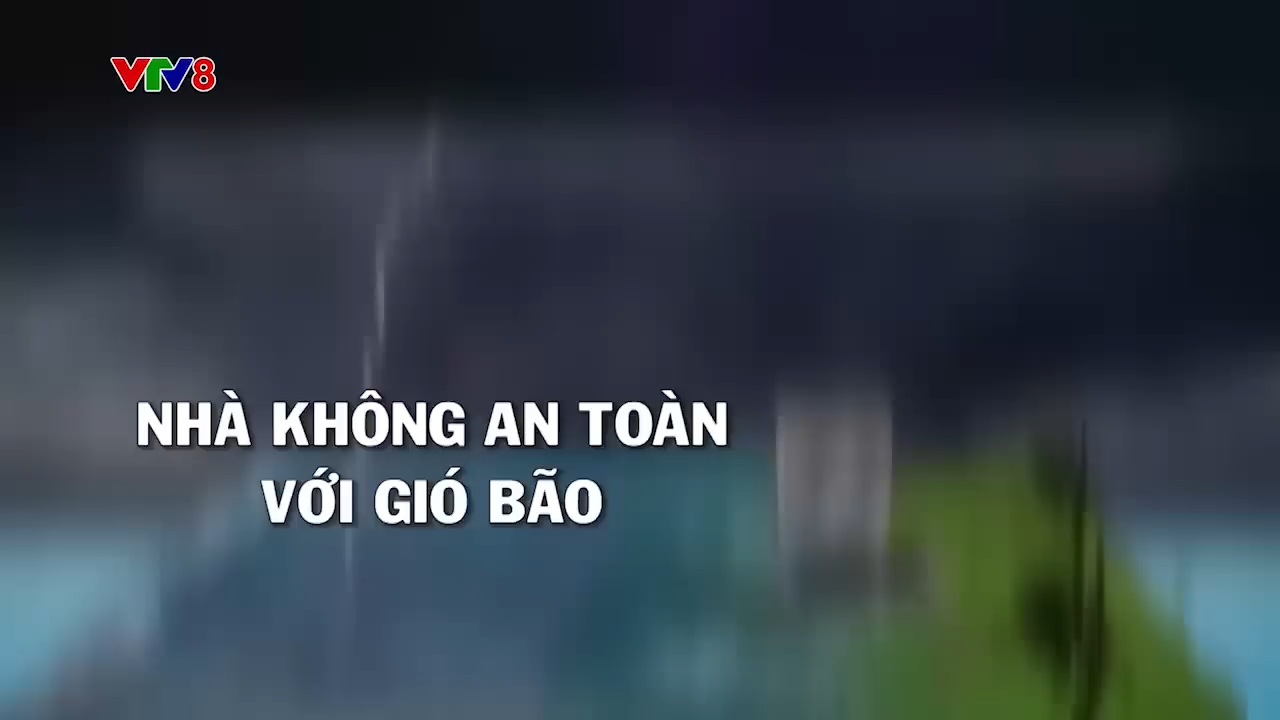 VTV8
NHÀ KHÔNG AN TOÀN
VỚI GIÓ BÃO